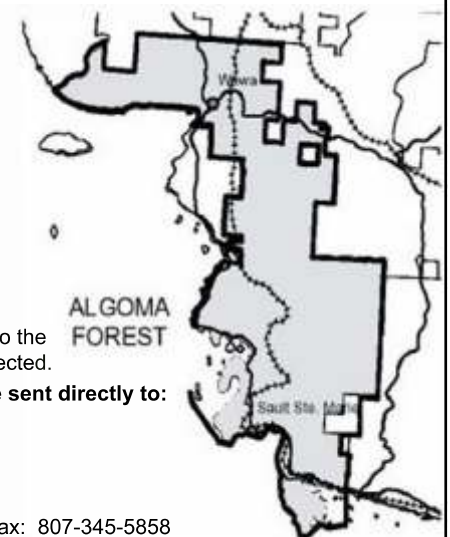 Wawa
ALGOMA
FOREST
o the
ected.
e sent directly to:
Sault Ste. Marie
ax: 807-345-5858